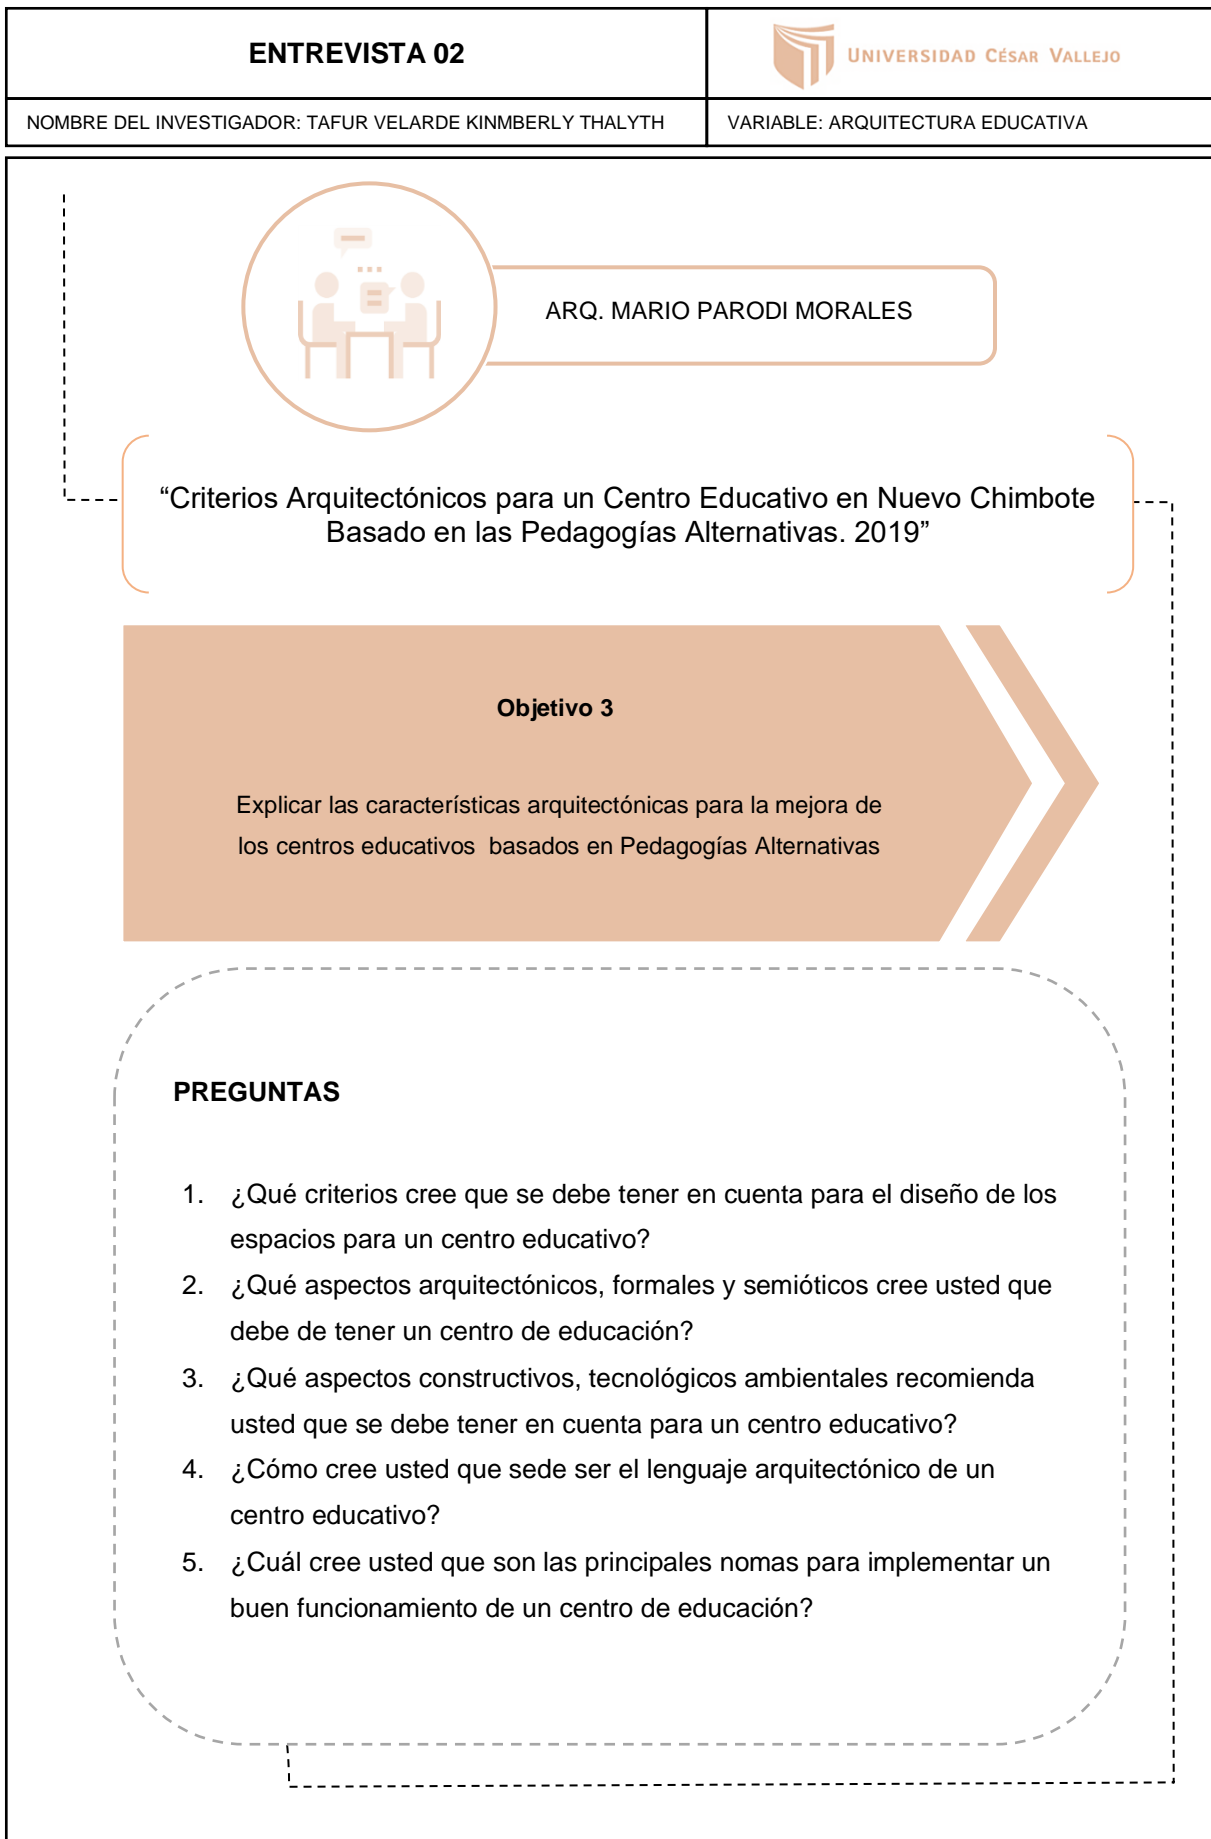 ENTREVISTA 02
UNIVERSIDAD CÉSAR VALLEJO
NOMBRE DEL INVESTIGADOR: TAFUR VELARDE KINMBERLY THALYTH
VARIABLE: ARQUITECTURA EDUCATIVA
ARQ. MARIO PARODI MORALES
“Criterios Arquitectónicos para un Centro Educativo en Nuevo Chimbote
Basado en las Pedagogías Alternativas. 2019”
Objetivo 3
Explicar las características arquitectónicas para la mejora de
los centros educativos  basados en Pedagogías Alternativas
PREGUNTAS
1. ¿Qué criterios cree que se debe tener en cuenta para el diseño de los
espacios para un centro educativo?
2. ¿Qué aspectos arquitectónicos, formales y semióticos cree usted que
debe de tener un centro de educación?
3. ¿Qué aspectos constructivos, tecnológicos ambientales recomienda
usted que se debe tener en cuenta para un centro educativo?
4. ¿Cómo cree usted que sede ser el lenguaje arquitectónico de un
centro educativo?
5. ¿Cuál cree usted que son las principales nomas para implementar un
buen funcionamiento de un centro de educación?